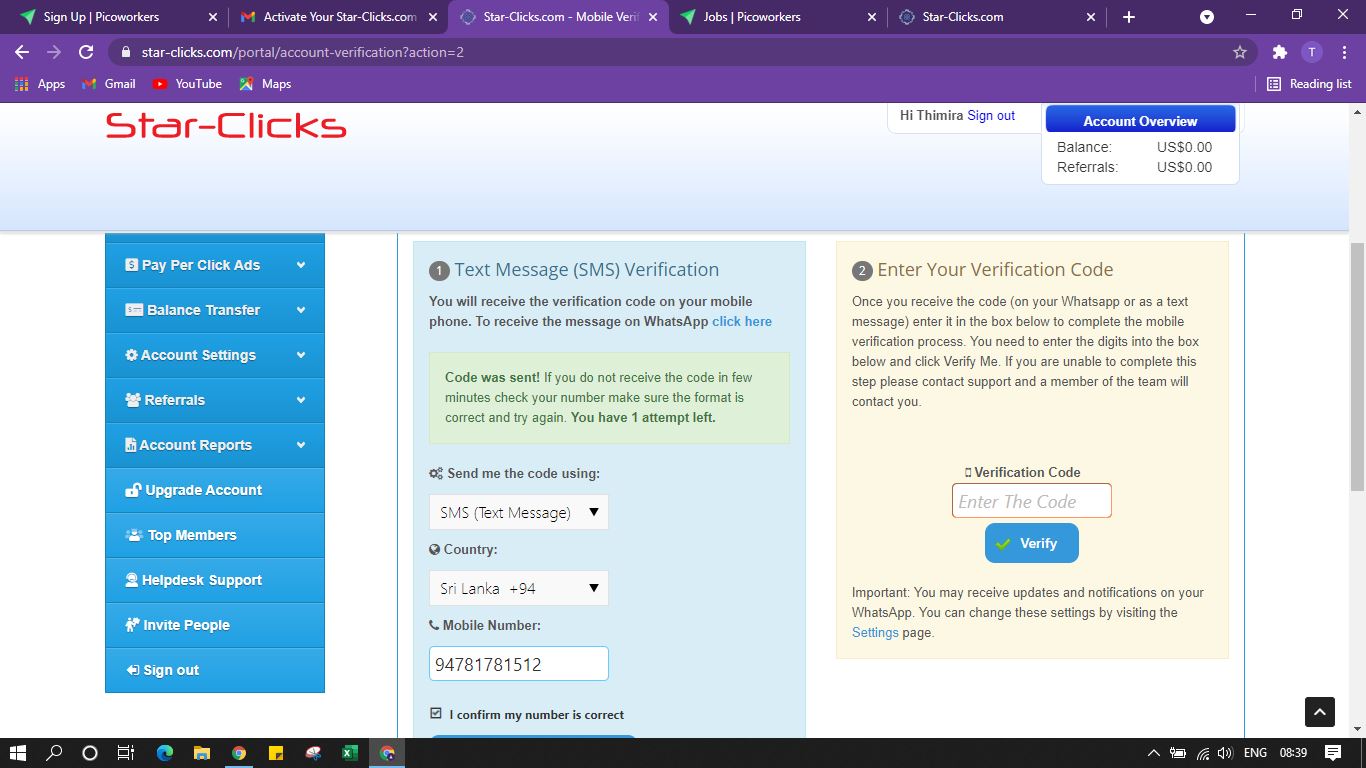 Sign Up | Picoworkers
Activate Your Star-Clicks.com
Star-Clicks.com - Mobile Verif
Jobs | Picoworkers
Star-Clicks.com
star-clicks.com/portal/account-verification?action=2
T
Apps
Gmail
YouTube
Maps
Reading list
Star-Clicks
Hi Thimira Sign out
Account Overview
Balance: US$0.00
Referrals: US$0.00
Pay Per Click Ads
Balance Transfer
Account Settings
Referrals
Account Reports
Upgrade Account
Top Members
Helpdesk Support
Invite People
Sign out
1 Text Message (SMS) Verification
You will receive the verification code on your mobile
phone. To receive the message on WhatsApp click here
Code was sent! If you do not receive the code in few
minutes check your number make sure the format is
correct and try again. You have 1 attempt left.
Send me the code using:
SMS (Text Message)
Country:
Sri Lanka +94
Mobile Number:
94781781512
I confirm my number is correct
2 Enter Your Verification Code
Once you receive the code (on your Whatsapp or as a text
message) enter it in the box below to complete the mobile
verification process. You need to enter the digits into the box
below and click Verify Me. If you are unable to complete this
step please contact support and a member of the team will
contact you.
Verification Code
Enter The Code
Verify
Important: You may receive updates and notifications on your
WhatsApp. You can change these settings by visiting the
Settings page.
ENG
08:39